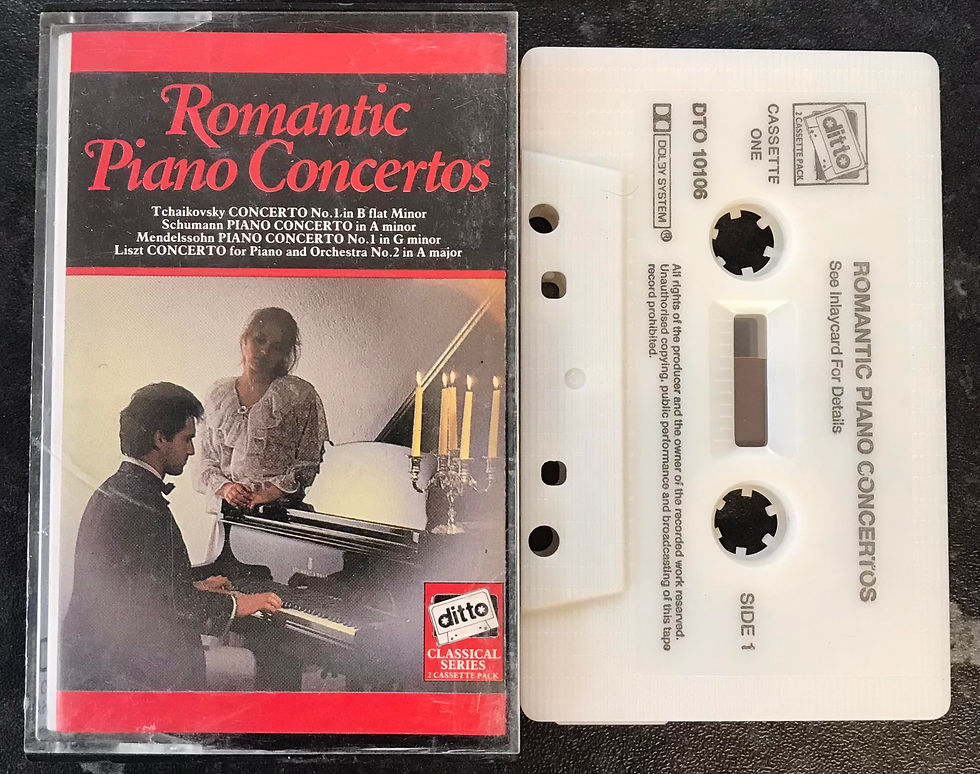 Romantic
Piano Concertos
Tchaikovsky CONCERTO No.1 in B flat Minor
Schumann PIANO CONCERTO in A minor
Mendelssohn PIANO CONCERTO No.1 in G minor
Liszt CONCERTO for Piano and Orchestra No.2 in A major
ditto
CLASSICAL
SERIES
2 CASSETTE PACK
ditto
2 CASSETTE PACK
CASSETTE
ONE
DTO 10106
DOLBY SYSTEM ®
ROMANTIC PIANO CONCERTOS
See Inlaycard For Details
SIDE 1
All rights of the producer and the owner of the recorded work reserved.
Unauthorised copying, public performance and broadcasting of this tape
record prohibited.